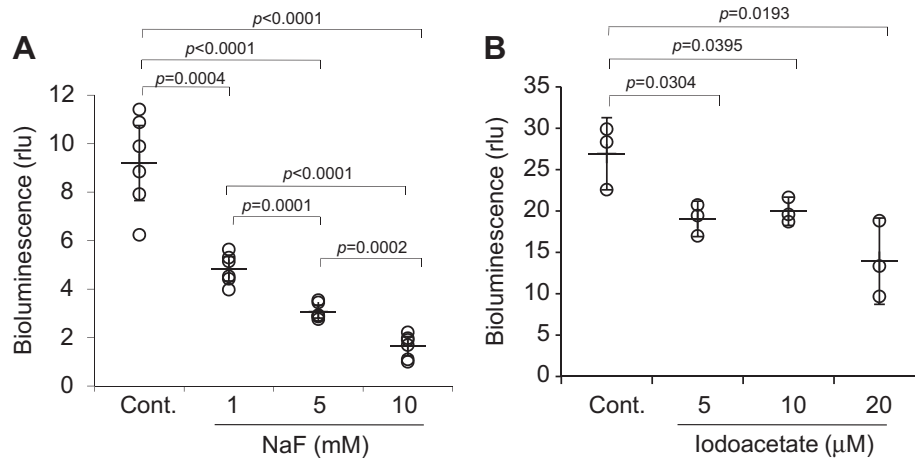 A
p<0.0001
p<0.0001
p=0.0004
p<0.0001
p=0.0001
p=0.0002
Bioluminescence (rlu)
12
10
8
6
4
2
0
Cont. 1 5 10
NaF (mM)
B
p=0.0193
p=0.0395
p=0.0304
Bioluminescence (rlu)
35
30
25
20
15
10
5
0
Cont. 5 10 20
Iodoacetate (μM)